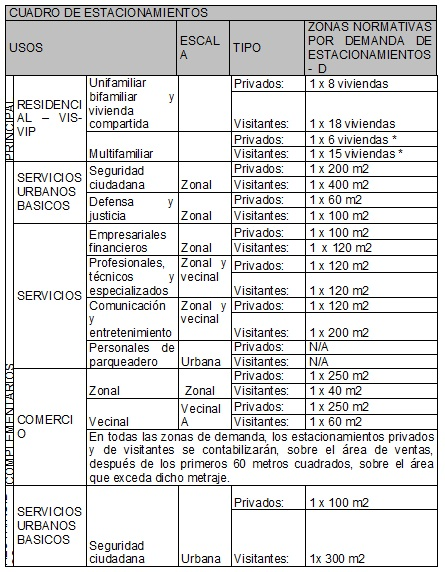 CUADRO DE ESTACIONAMIENTOS
USOS
ESCAL
A
TIPO
ZONAS NORMATIVAS
POR DEMANDA DE
ESTACIONAMIENTOS
- D
PRINCIPAL
RESIDENCI
AL – VIS-
VIP
Unifamiliar
bifamiliar y
vivienda
compartida
Privados: 1 x 8 viviendas
Visitantes: 1 x 18 viviendas
Multifamiliar
Privados: 1 x 6 viviendas *
Visitantes: 1 x 15 viviendas *
COMPLEMENTARIOS
SERVICIOS
URBANOS
BASICOS
Seguridad
ciudadana
Zonal
Privados: 1 x 200 m2
Visitantes: 1 x 400 m2
Defensa y
justicia
Zonal
Privados: 1 x 60 m2
Visitantes: 1 x 100 m2
SERVICIOS
Empresariales
financieros
Zonal
Privados: 1 x 100 m2
Visitantes: 1 x 120 m2
Profesionales,
técnicos y
especializados
Zonal y
vecinal
Privados: 1 x 120 m2
Visitantes: 1 x 120 m2
Comunicación
y
entretenimiento
Zonal y
vecinal
Privados: 1 x 120 m2
Visitantes: 1 x 200 m2
Personales de
parqueadero
Urbana
Privados: N/A
Visitantes: N/A
COMERCI
O
Zonal
Zonal
Privados: 1 x 250 m2
Visitantes: 1 x 40 m2
Vecinal
Vecinal
A
Privados: 1 x 250 m2
Visitantes: 1 x 60 m2
En todas las zonas de demanda, los estacionamientos privados
y de visitantes se contabilizarán, sobre el área de ventas,
después de los primeros 60 metros cuadrados, sobre el área
que exceda dicho metraje.
SERVICIOS
URBANOS
BASICOS
Seguridad
ciudadana
Urbana
Privados: 1 x 100 m2
Visitantes: 1x 300 m2